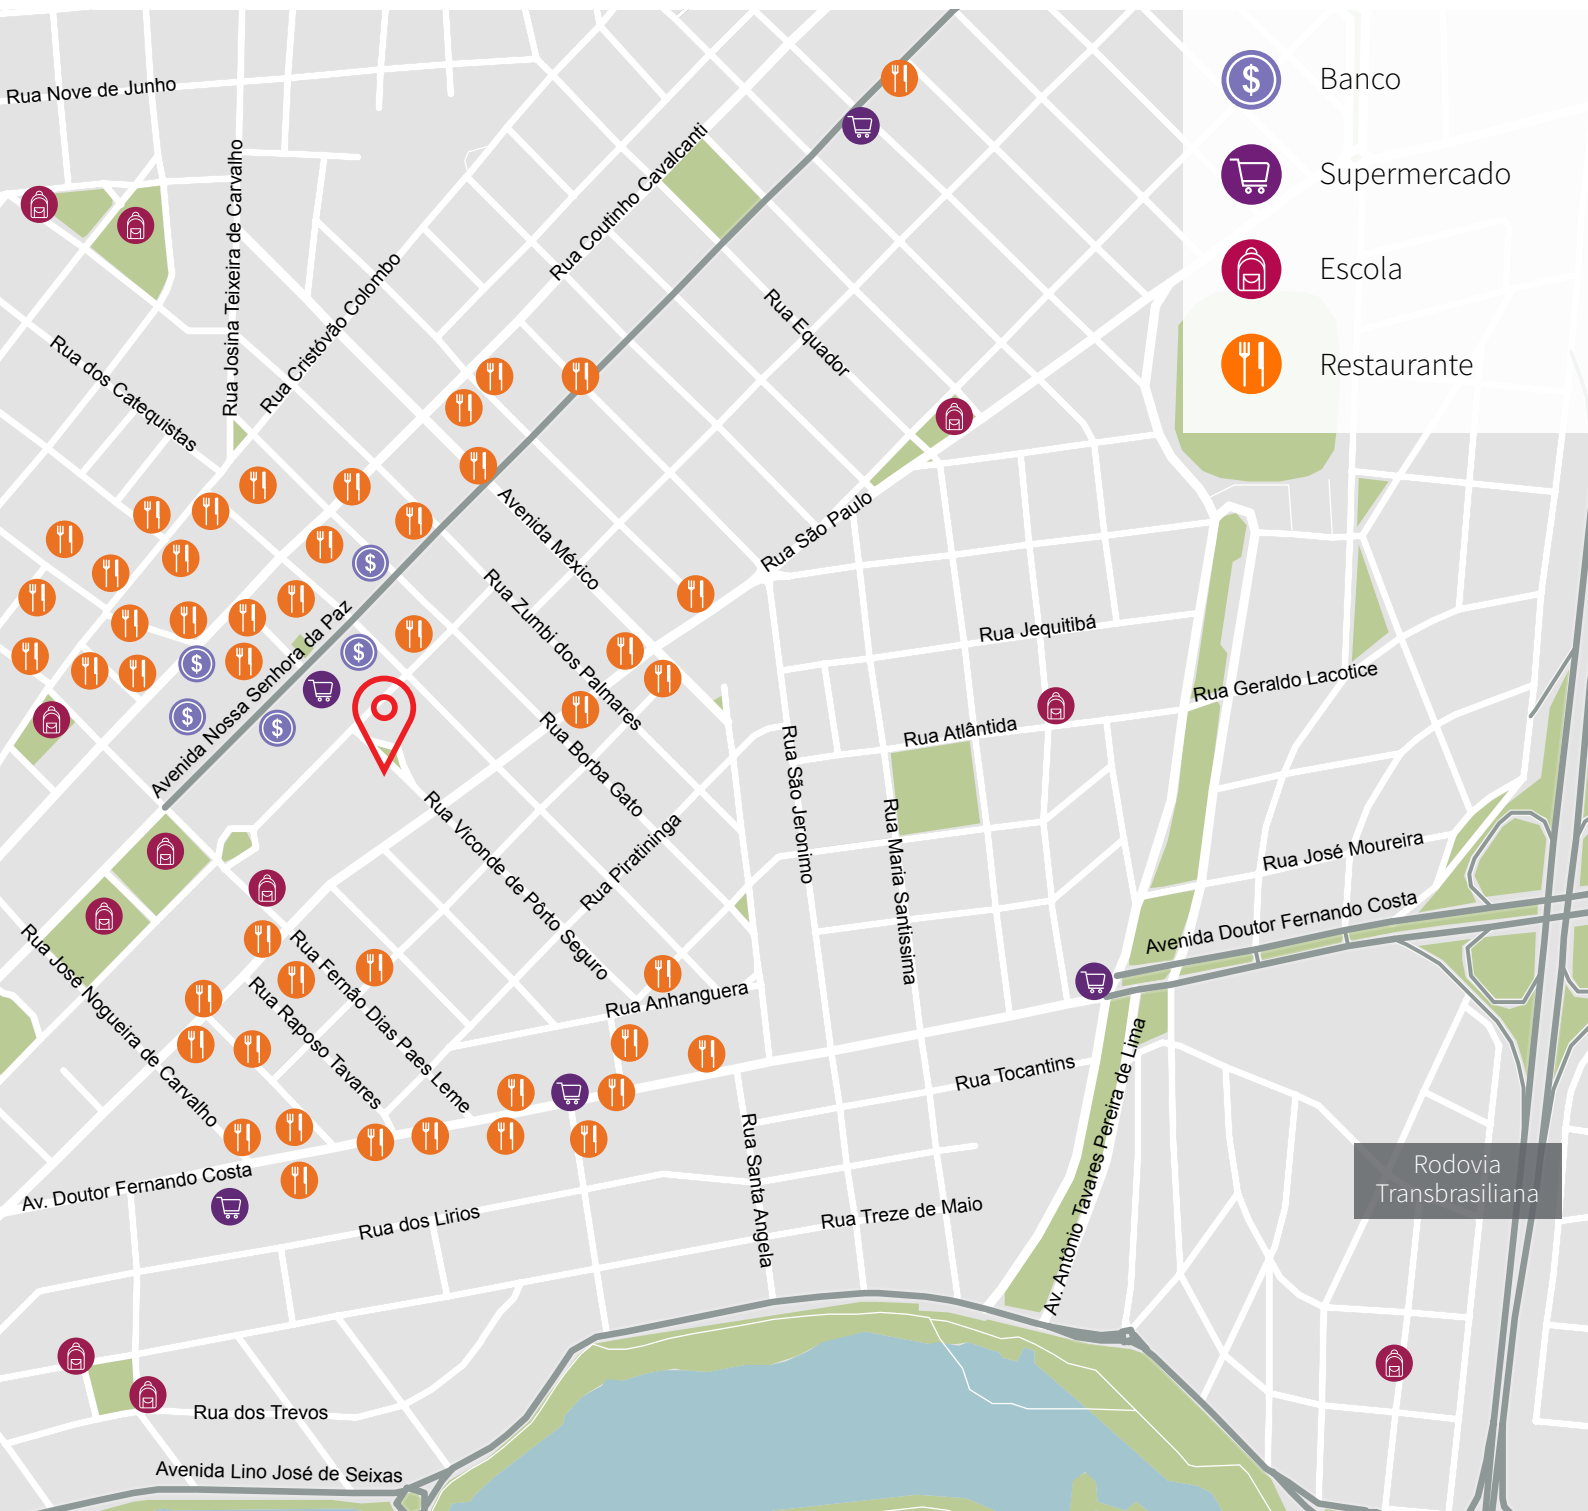 Banco
Supermercado
Escola
Restaurante
Rua Nove de Junho
Rua Josina Teixeira de Carvalho
Rua Coutinho Cavalcanti
Rua Cristóvão Colombo
Rua dos Catequistas
Rua Equador
Avenida México
Rua São Paulo
Rua Zumbi dos Palmares
Avenida Nossa Senhora da Paz
Rua Jequitibá
Rua Geraldo Lacotice
Rua Atlântida
Rua Borba Gato
Rua São Jeronimo
Rua Maria Santissima
Rua Viconde de Pôrto Seguro
Rua Piratininga
Rua José Moureira
Avenida Doutor Fernando Costa
Rua José Nogueira de Carvalho
Rua Fernão Dias Paes Leme
Rua Raposo Tavares
Rua Anhanguera
Rua Tocantins
Av. Antônio Tavares Pereira de Lima
Rua Santa Angela
Rodovia
Transbrasiliana
Av. Doutor Fernando Costa
Rua dos Lirios
Rua Treze de Maio
Rua dos Trevos
Avenida Lino José de Seixas